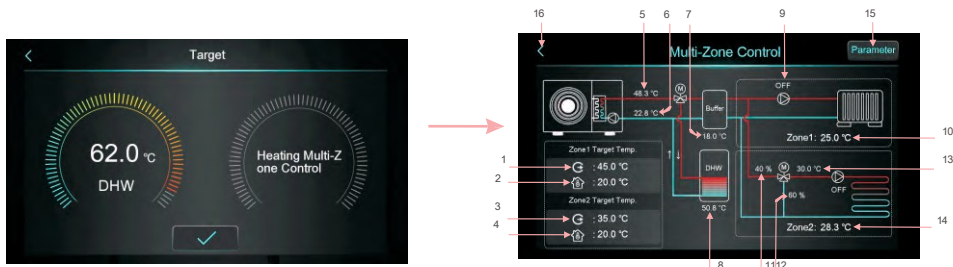 Target
62.0 °C
DHW
Heating Multi-Z
one Control
16
5
6
7
9
15
Multi-Zone Control
Parameter
48.3 °C
22.8 °C
M
Buffer
18.0 °C
OFF
Zone1: 25.0 °C
10
Zone1 Target Temp.
1
: 45.0 °C
2
: 20.0 °C
Zone2 Target Temp.
3
: 35.0 °C
4
: 20.0 °C
DHW
50.8 °C
40 %
M
30.0 °C
13
60 %
OFF
Zone2: 28.3 °C
14
8
11
12